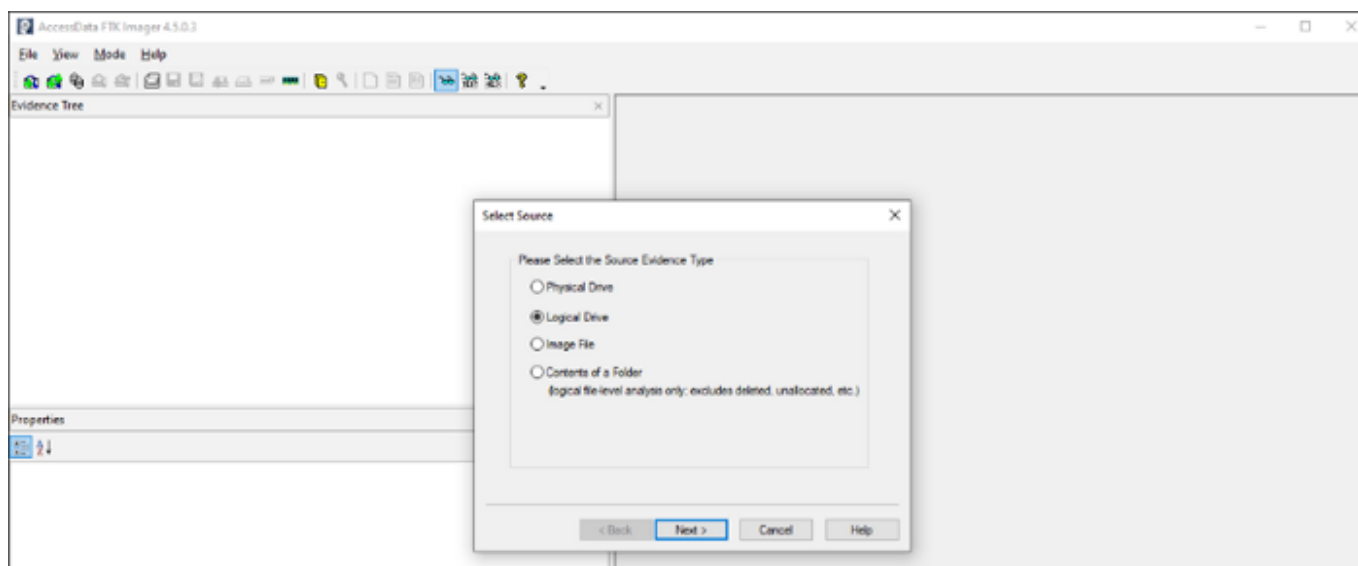 AccessData FTK Imager 4.5.0.3
File View Mode Help
Evidence Tree
Select Source
Please Select the Source Evidence Type
Physical Drive
Logical Drive
Image File
Contents of a Folder
(logical file-level analysis only; excludes deleted, unallocated, etc.)
Properties
< Back Next > Cancel Help